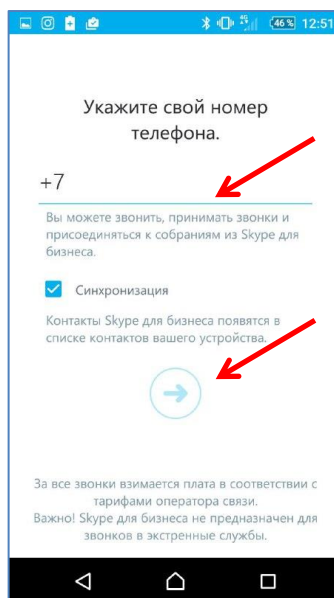 46% 12:51
Укажите свой номер
телефона.
+7
Вы можете звонить, принимать звонки и
присоединяться к собраниям из Skype для
бизнеса.
Синхронизация
Контакты Skype для бизнеса появятся в
списке контактов вашего устройства.
За все звонки взимается плата в соответствии с
тарифами оператора связи.
Важно! Skype для бизнеса не предназначен для
звонков в экстренные службы.